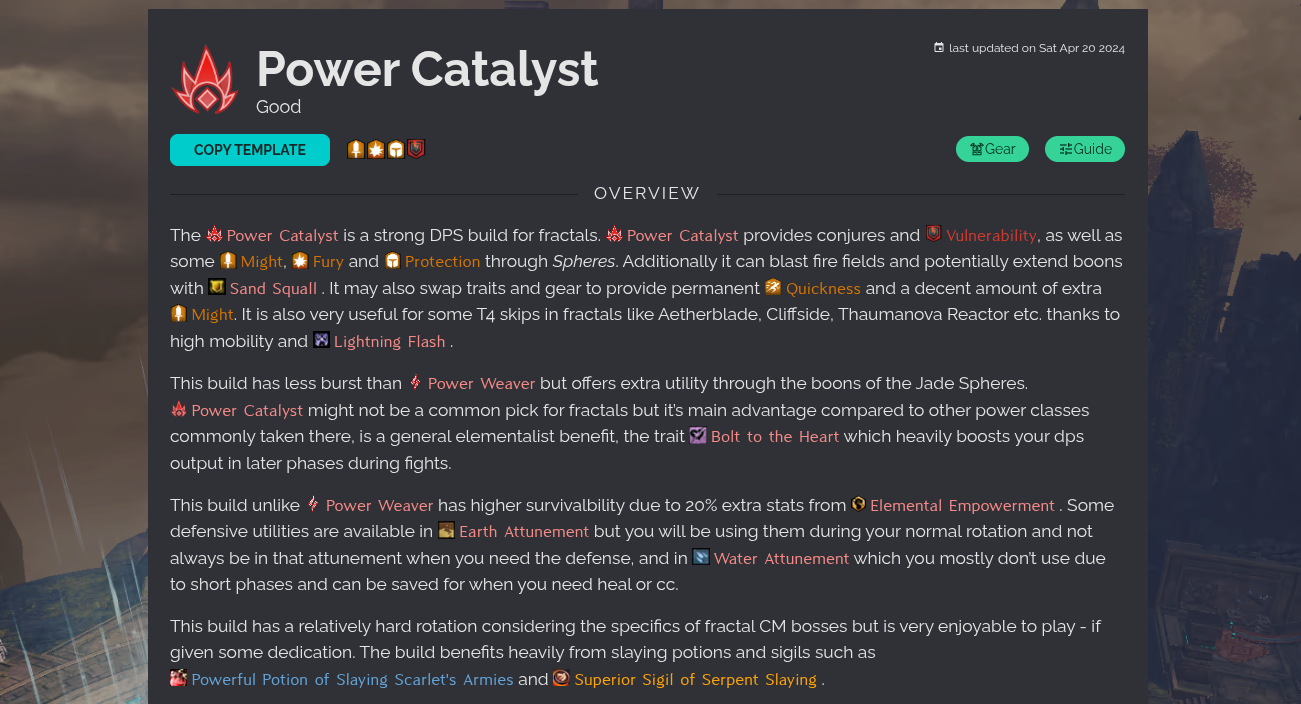 Power Catalyst
last updated on Sat Apr 20 2024
Good
COPY TEMPLATE
Gear
Guide
OVERVIEW
The Power Catalyst is a strong DPS build for fractals. Power Catalyst provides conjures and Vulnerability, as well as
some Might, Fury and Protection through Spheres. Additionally it can blast fire fields and potentially extend boons
with Sand Squall . It may also swap traits and gear to provide permanent Quickness and a decent amount of extra
Might. It is also very useful for some T4 skips in fractals like Aetherblade, Cliffside, Thaumanova Reactor etc. thanks to
high mobility and Lightning Flash .
This build has less burst than Power Weaver but offers extra utility through the boons of the Jade Spheres.
Power Catalyst might not be a common pick for fractals but it's main advantage compared to other power classes
commonly taken there, is a general elementalist benefit, the trait Bolt to the Heart which heavily boosts your dps
output in later phases during fights.
This build unlike Power Weaver has higher survivalbility due to 20% extra stats from Elemental Empowerment . Some
defensive utilities are available in Earth Attunement but you will be using them during your normal rotation and not
always be in that attunement when you need the defense, and in Water Attunement which you mostly don't use due
to short phases and can be saved for when you need heal or cc.
This build has a relatively hard rotation considering the specifics of fractal CM bosses but is very enjoyable to play - if
given some dedication. The build benefits heavily from slaying potions and sigils such as
Powerful Potion of Slaying Scarlet's Armies and Superior Sigil of Serpent Slaying .